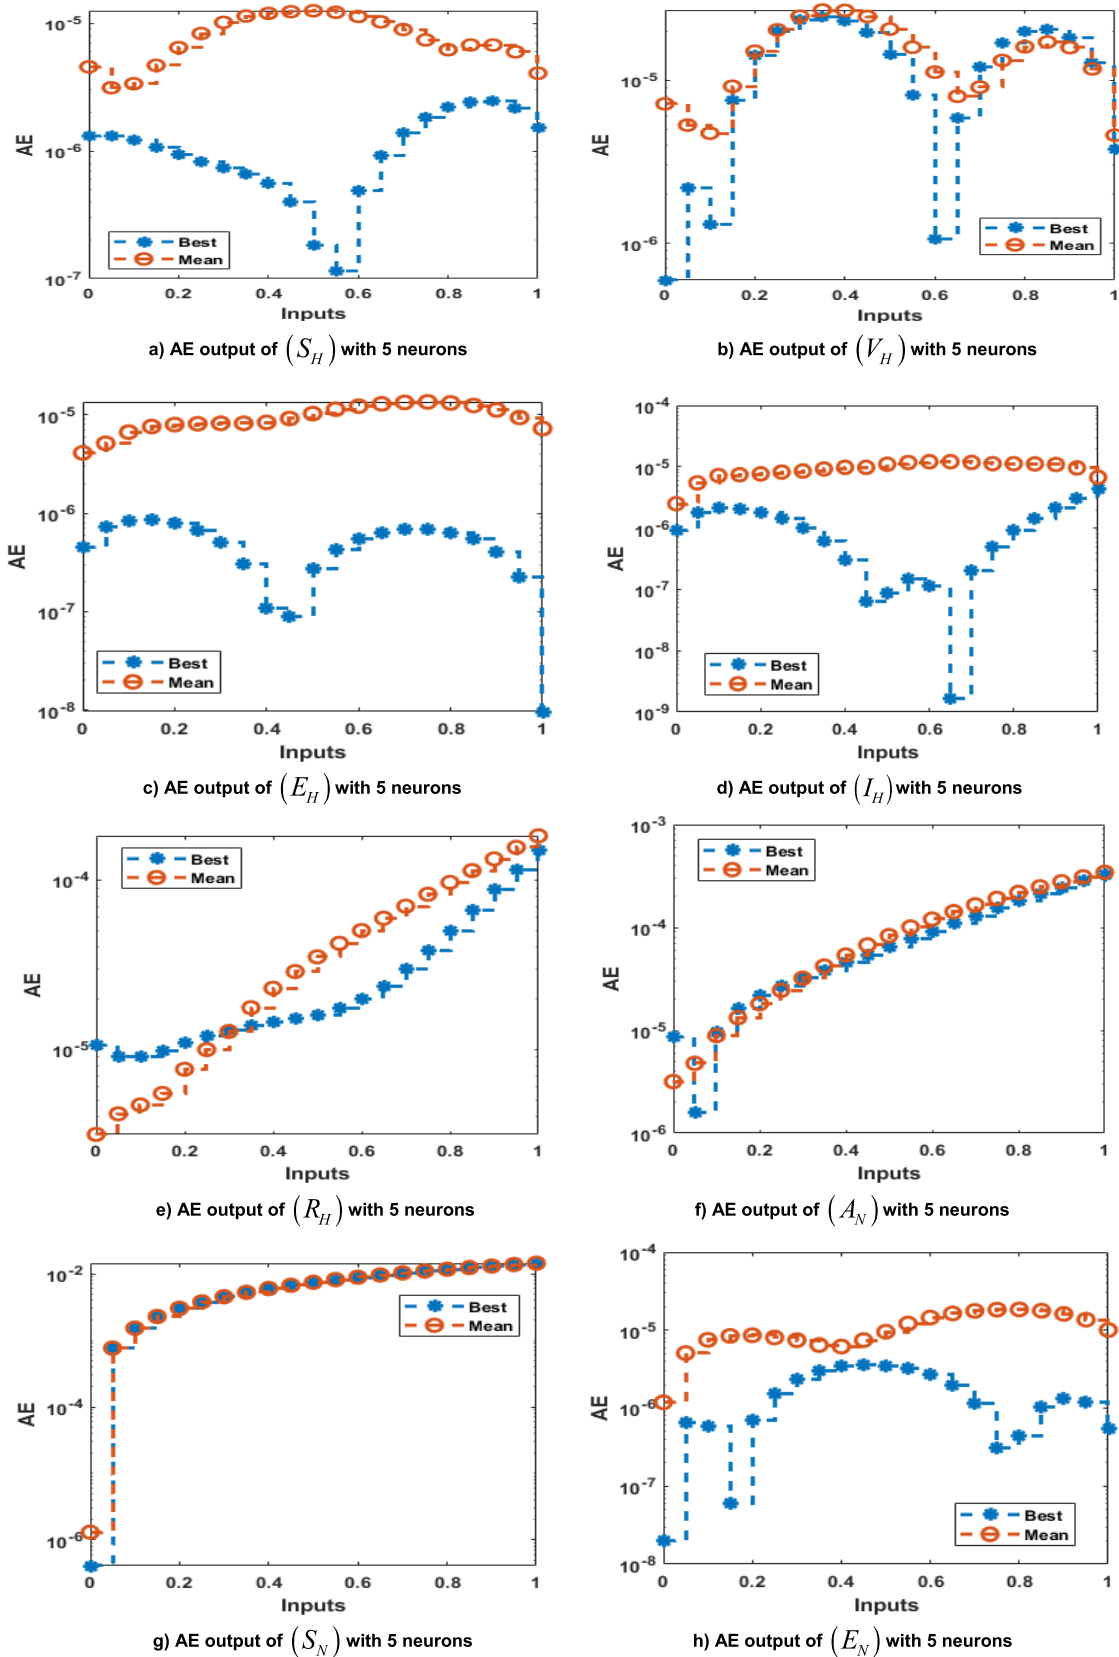 10^-5
10^-6
10^-7
AE
Best
Mean
0 0.2 0.4 0.6 0.8 1
Inputs
a) AE output of (S_H) with 5 neurons
10^-5
10^-6
AE
Best
Mean
0 0.2 0.4 0.6 0.8 1
Inputs
b) AE output of (V_H) with 5 neurons
10^-5
10^-6
10^-7
10^-8
AE
Best
Mean
0 0.2 0.4 0.6 0.8 1
Inputs
c) AE output of (E_H) with 5 neurons
10^-4
10^-5
10^-6
10^-7
10^-8
10^-9
AE
Best
Mean
0 0.2 0.4 0.6 0.8 1
Inputs
d) AE output of (I_H) with 5 neurons
10^-4
10^-5
AE
Best
Mean
0 0.2 0.4 0.6 0.8 1
Inputs
e) AE output of (R_H) with 5 neurons
10^-3
10^-4
10^-5
10^-6
AE
Best
Mean
0 0.2 0.4 0.6 0.8 1
Inputs
f) AE output of (A_N) with 5 neurons
10^-2
10^-4
10^-6
AE
Best
Mean
0 0.2 0.4 0.6 0.8 1
Inputs
g) AE output of (S_N) with 5 neurons
10^-4
10^-5
10^-6
10^-7
10^-8
AE
Best
Mean
0 0.2 0.4 0.6 0.8 1
Inputs
h) AE output of (E_N) with 5 neurons